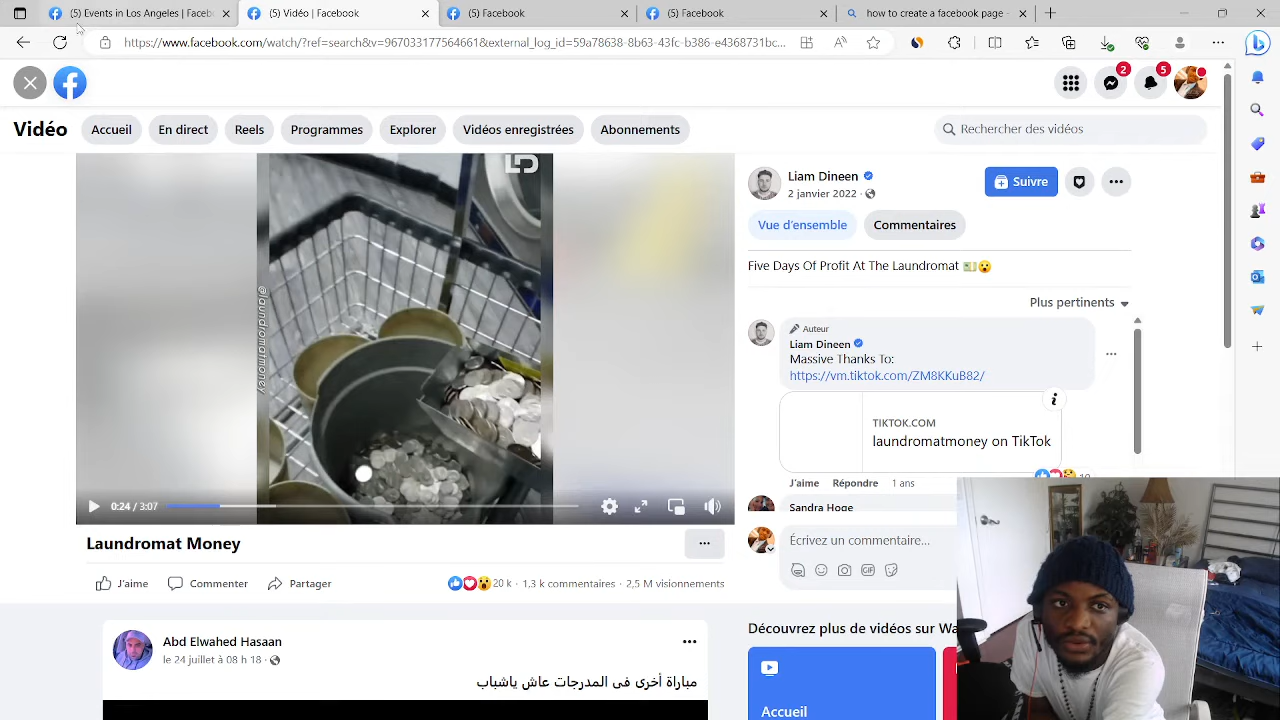 (5) Events in Los Angeles | Faceb
(5) Vidéo | Facebook
(5) Facebook
(5) Facebook
how to create a facebook page -
https://www.facebook.com/watch/?ref=search&v=967033177564661&external_log_id=59a78638-8b63-43fc-b386-e4368731bc...
2
5
Vidéo
Accueil
En direct
Reels
Programmes
Explorer
Vidéos enregistrées
Abonnements
Rechercher des vidéos
LD
@laundromatmoney
0:24 / 3:07
Liam Dineen
2 janvier 2022 ·
Suivre
Vue d'ensemble
Commentaires
Five Days Of Profit At The Laundromat 💵😮
Plus pertinents
Auteur
Liam Dineen
Massive Thanks To:
https://vm.tiktok.com/ZM8KKuB82/
TIKTOK.COM
laundromatmoney on TikTok
J'aime
Répondre
1 ans
Sandra Hoge
Écrivez un commentaire...
Laundromat Money
J'aime
Commenter
Partager
20 k · 1,3 k commentaires · 2,5 M visionnements
Abd Elwahed Hasaan
le 24 juillet à 08 h 18 ·
مباراة أخرى فى المدرجات عاش ياشباب
Découvrez plus de vidéos sur Wa
Accueil